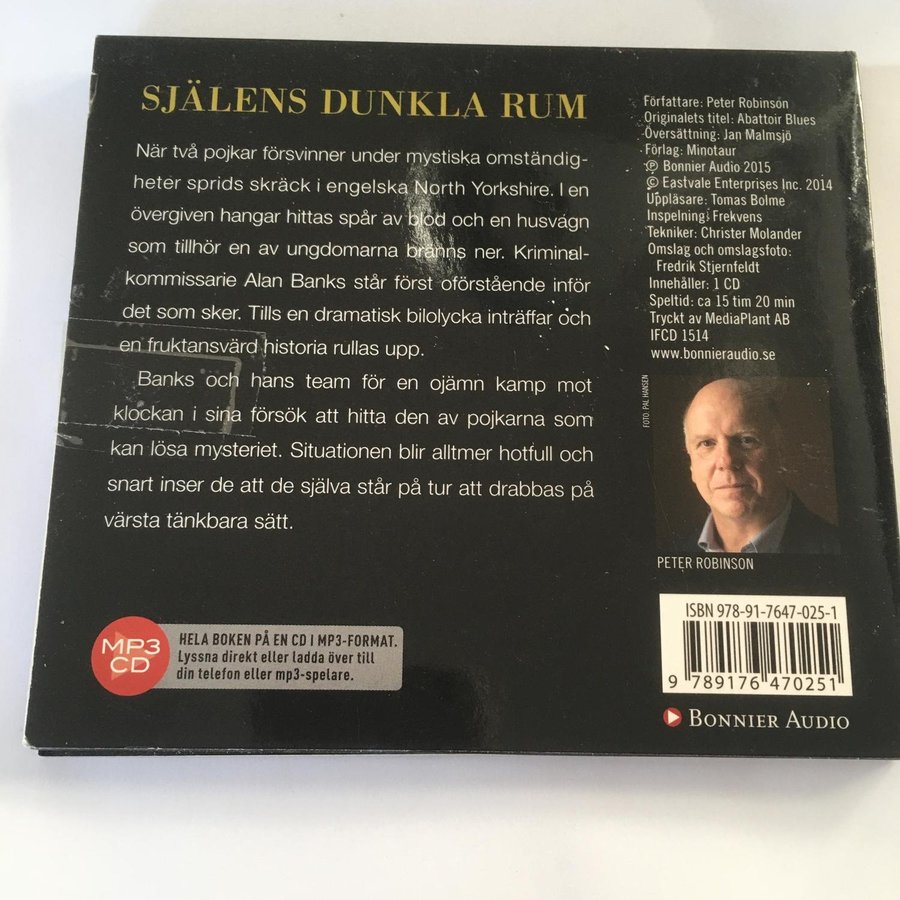 SJÄLENS DUNKLA RUM
När två pojkar försvinner under mystiska omständig-
heter sprids skräck i engelska North Yorkshire. I en
övergiven hangar hittas spår av blod och en husvagn
som tillhör en av ungdomarna bränns ner. Kriminal-
kommissarie Alan Banks står först oförstående inför
det som sker. Tills en dramatisk bilolycka inträffar och
en fruktansvärd historia rullas upp.
Banks och hans team för en ojämn kamp mot
klockan i sina försök att hitta den av pojkarna som
kan lösa mysteriet. Situationen blir alltmer hotfull och
snart inser de att de själva står på tur att drabbas på
värsta tänkbara sätt.
MP3
CD
HELA BOKEN PÅ EN CD I MP3-FORMAT.
Lyssna direkt eller ladda över till
din telefon eller mp3-spelare.
Författare: Peter Robinson
Originalets titel: Abattoir Blues
Översättning: Jan Malmsjö
Förlag: Minotaur
℗ Bonnier Audio 2015
© Eastvale Enterprises Inc. 2014
Uppläsare: Tomas Bolme
Inspelning: Frekvens
Tekniker: Christer Molander
Omslag och omslagsfoto:
Fredrik Stjernfeldt
Innehåller: 1 CD
Speltid: ca 15 tim 20 min
Tryckt av MediaPlant AB
IFCD 1514
www.bonnieraudio.se
FOTO: PAL HANSEN
PETER ROBINSON
ISBN 978-91-7647-025-1
9 789176 470251
BONNIER AUDIO